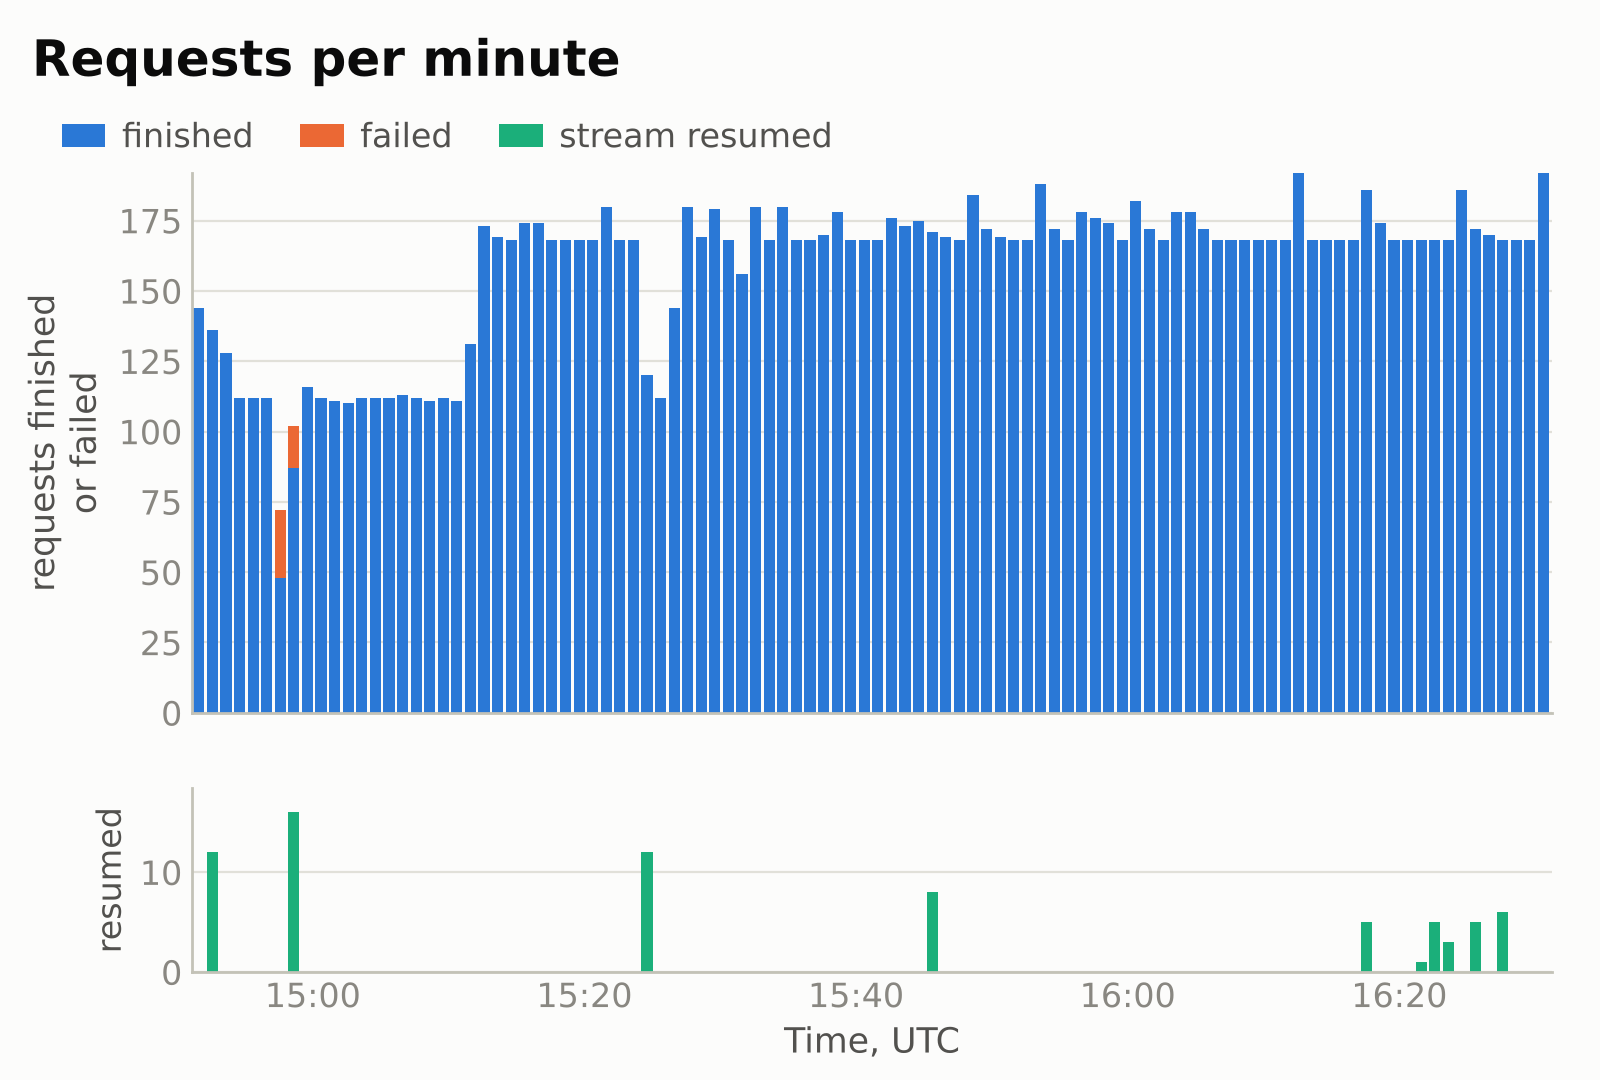 Requests per minute
finished
failed
stream resumed
requests finished
or failed
175
150
125
100
75
50
25
0
resumed
10
0
15:00
15:20
15:40
16:00
16:20
Time, UTC